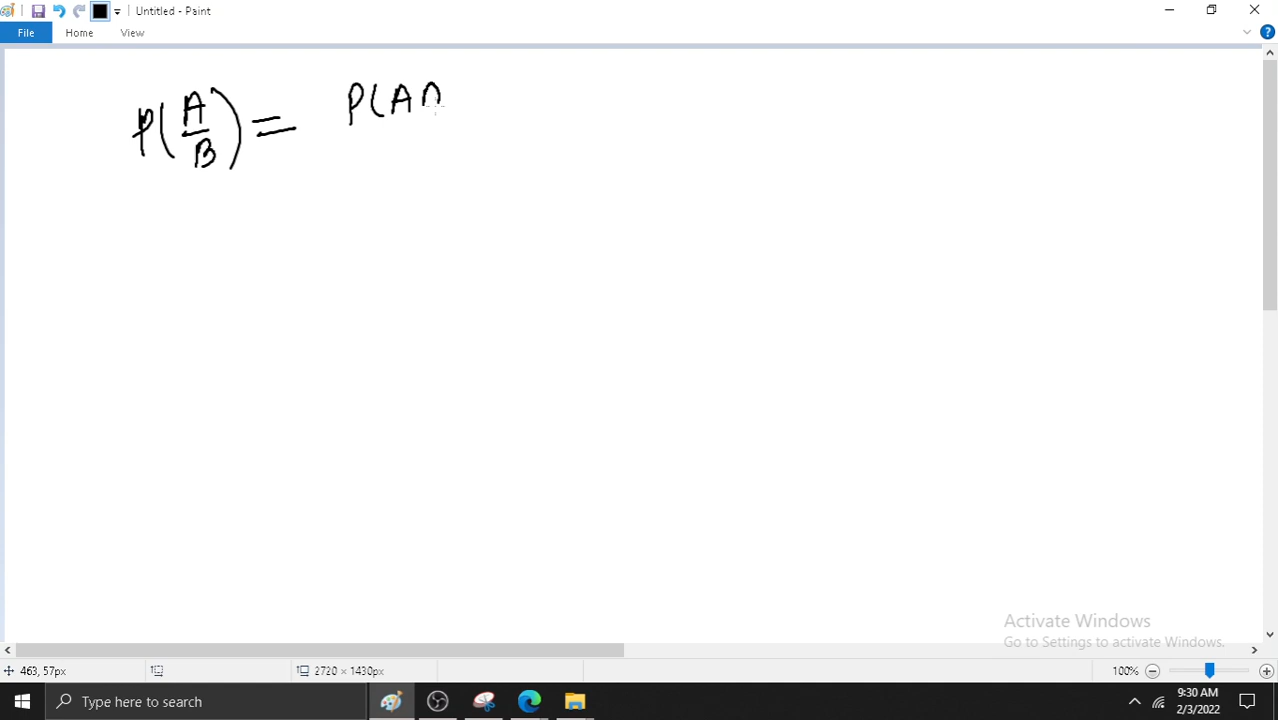 Untitled - Paint
File Home View
P(A/B) = P(A∩
Activate Windows
Go to Settings to activate Windows.
463, 57px 2720 × 1430px 100%
Type here to search 9:30 AM
2/3/2022